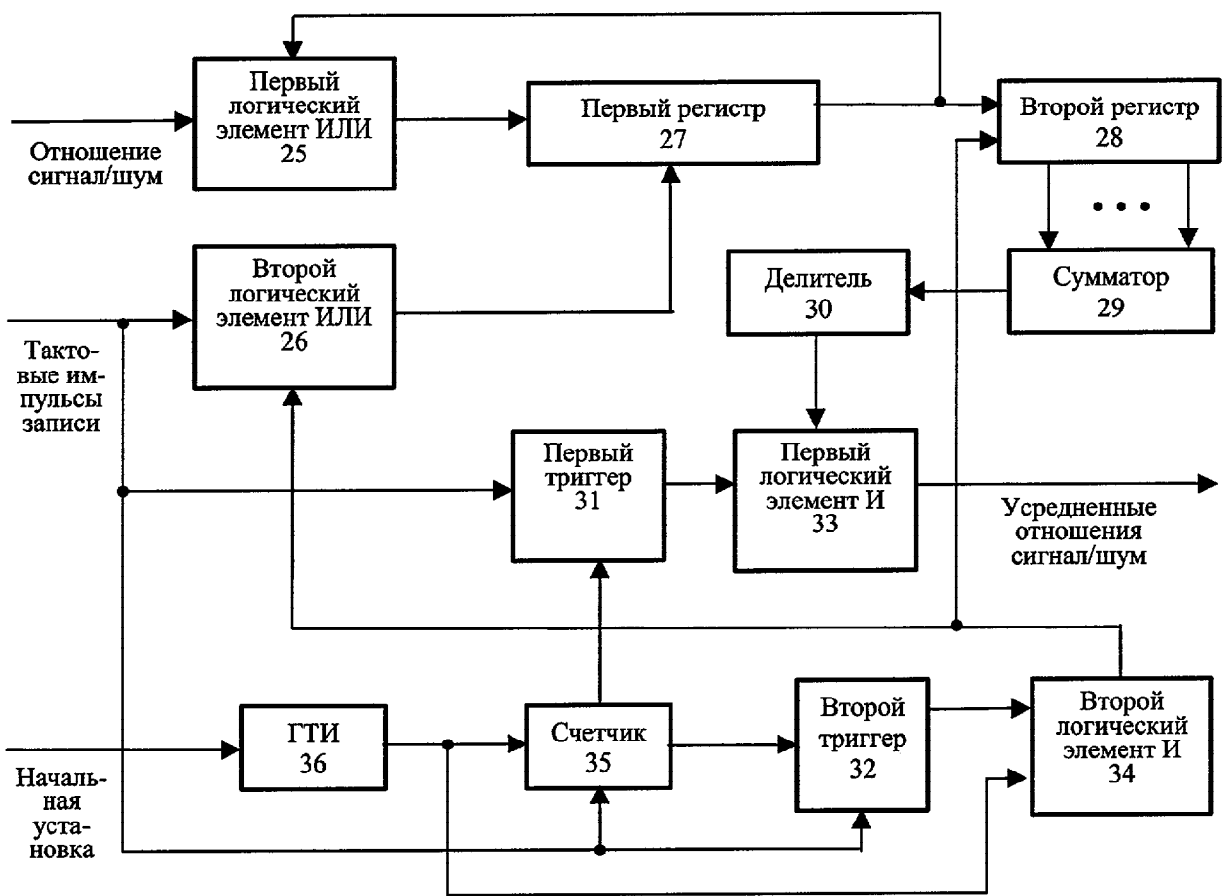 Первый
логический
элемент ИЛИ
25
Первый регистр
27
Второй регистр
28
Отношение
сигнал/шум
Второй
логический
элемент ИЛИ
26
Делитель
30
Сумматор
29
Такто-
вые им-
пульсы
записи
Первый
триггер
31
Первый
логический
элемент И
33
Усредненные
отношения
сигнал/шум
ГТИ
36
Счетчик
35
Второй
триггер
32
Второй
логический
элемент И
34
Началь-
ная
уста-
новка